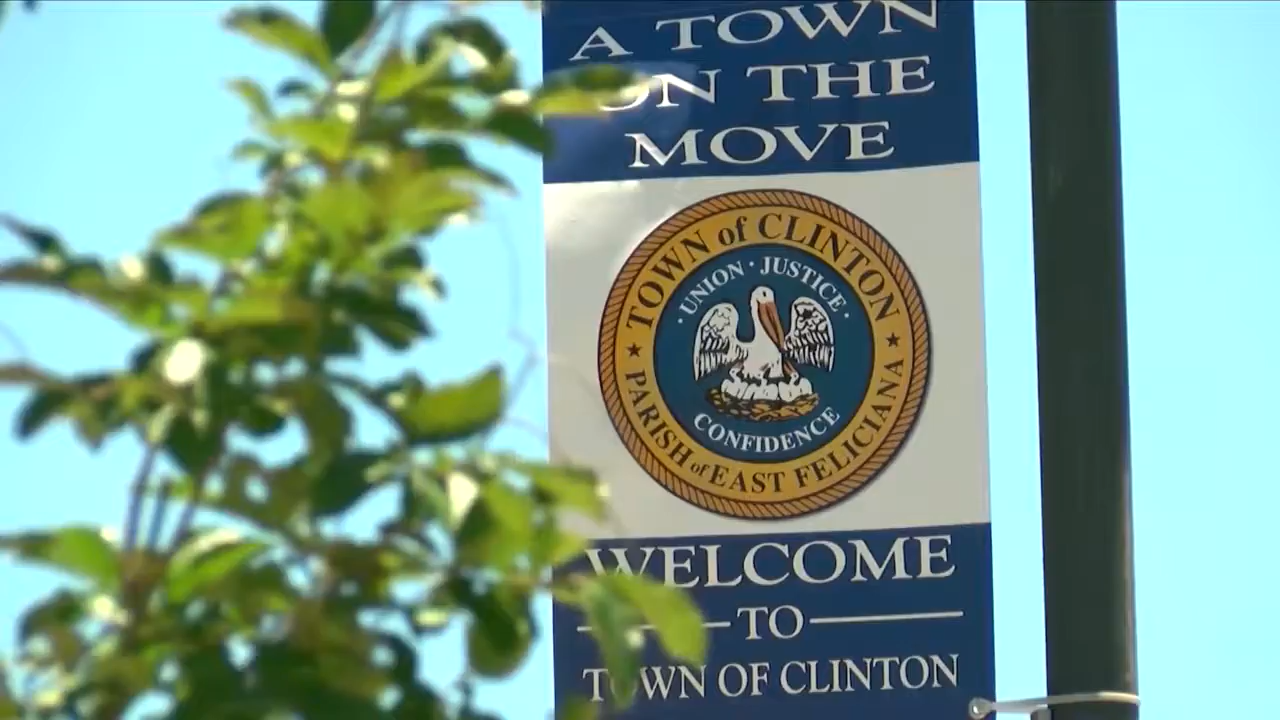 A TOWN
ON THE
MOVE
TOWN of CLINTON
· UNION · JUSTICE ·
CONFIDENCE
★ PARISH of EAST FELICIANA ★
WELCOME
TO
TOWN OF CLINTON